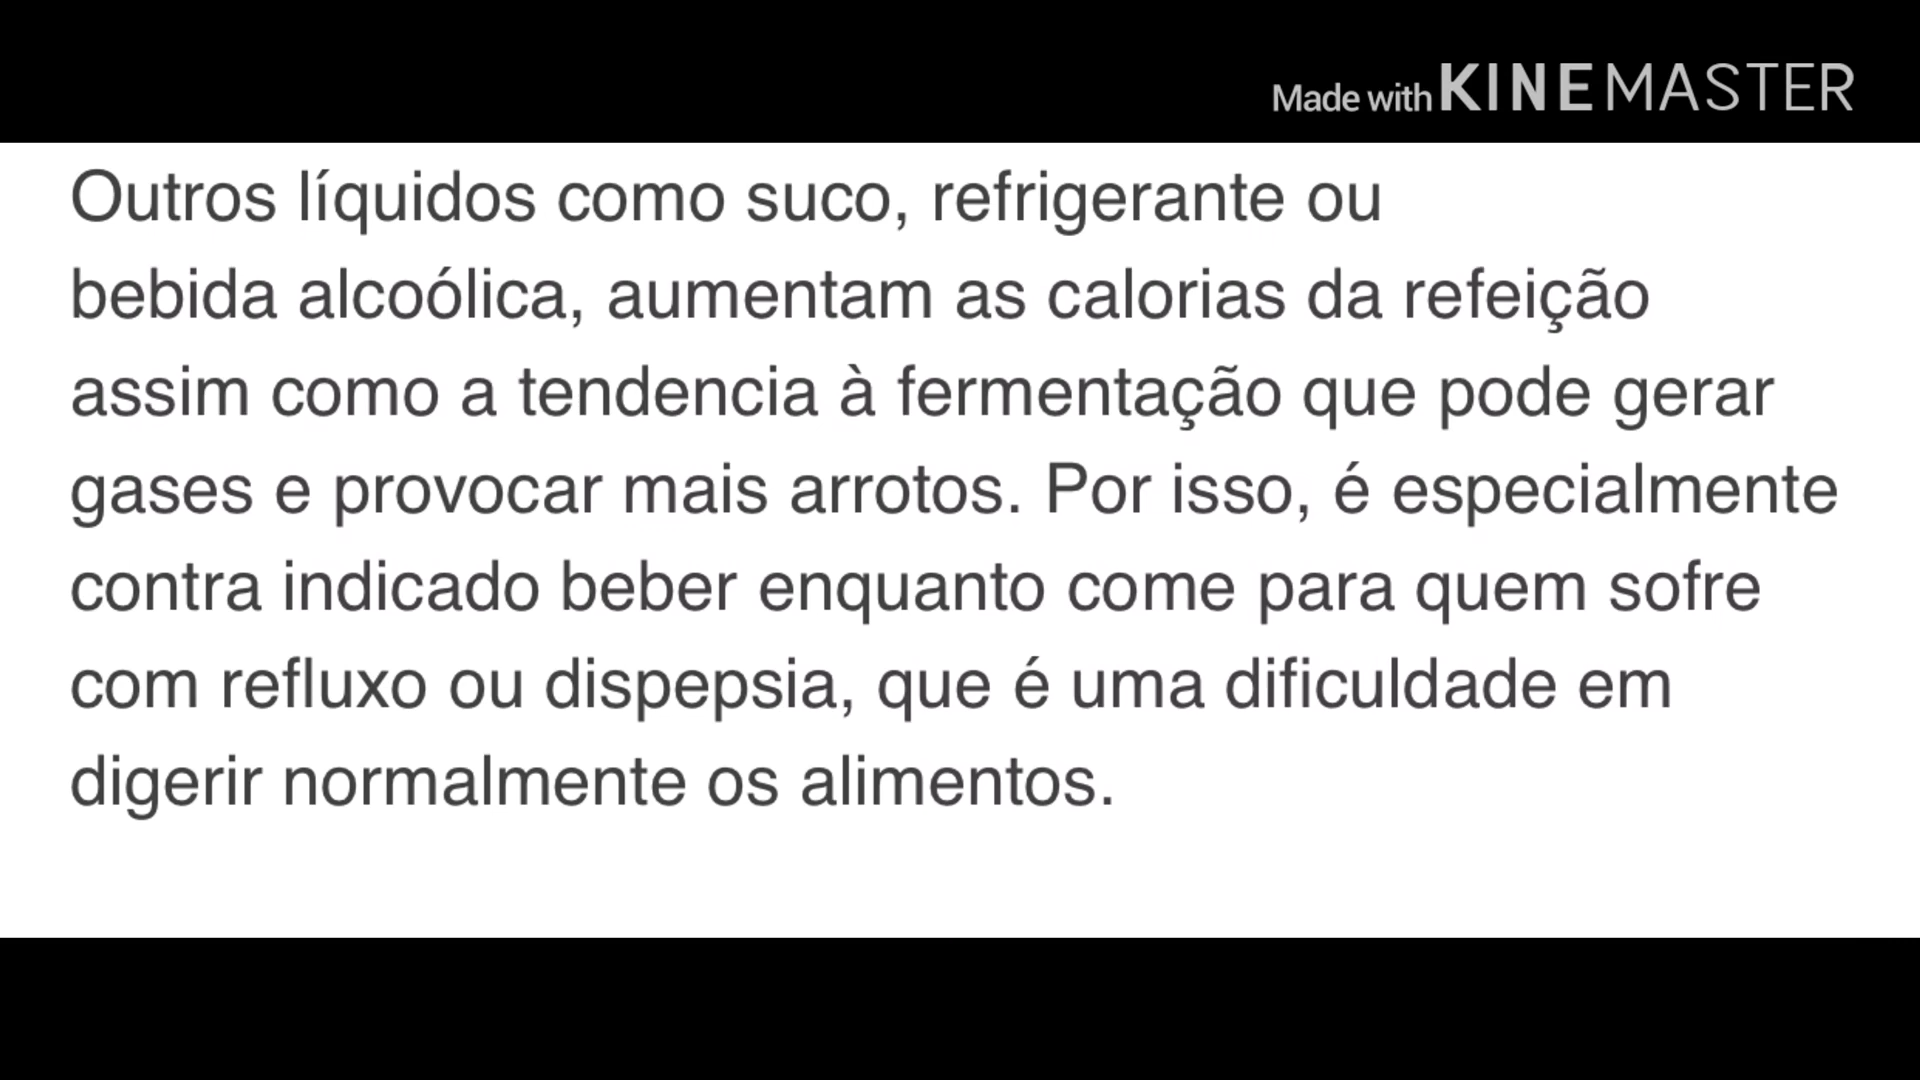 Made with KINEMASTER
Outros líquidos como suco, refrigerante ou
bebida alcoólica, aumentam as calorias da refeição
assim como a tendencia à fermentação que pode gerar
gases e provocar mais arrotos. Por isso, é especialmente
contra indicado beber enquanto come para quem sofre
com refluxo ou dispepsia, que é uma dificuldade em
digerir normalmente os alimentos.